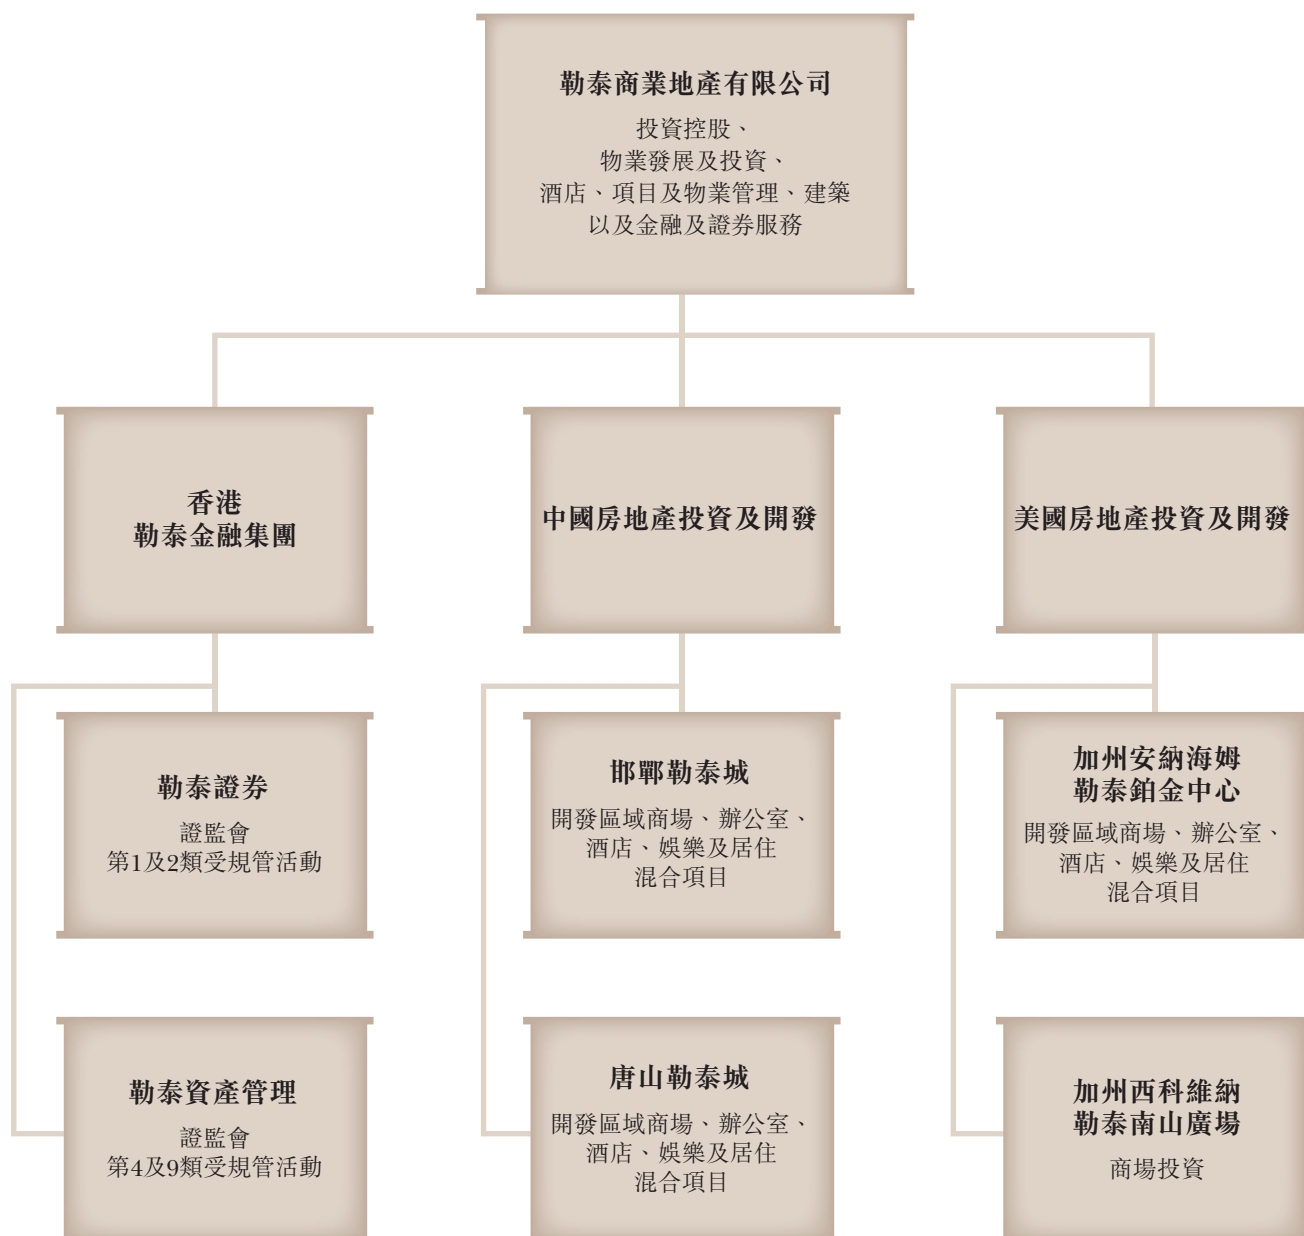 勒泰商業地產有限公司
投資控股、
物業發展及投資、
酒店、項目及物業管理、建築
以及金融及證券服務
香港
勒泰金融集團
中國房地產投資及開發
美國房地產投資及開發
勒泰證券
證監會
第1及2類受規管活動
邯鄲勒泰城
開發區域商場、辦公室、
酒店、娛樂及居住
混合項目
加州安納海姆
勒泰鉑金中心
開發區域商場、辦公室、
酒店、娛樂及居住
混合項目
勒泰資產管理
證監會
第4及9類受規管活動
唐山勒泰城
開發區域商場、辦公室、
酒店、娛樂及居住
混合項目
加州西科維納
勒泰南山廣場
商場投資